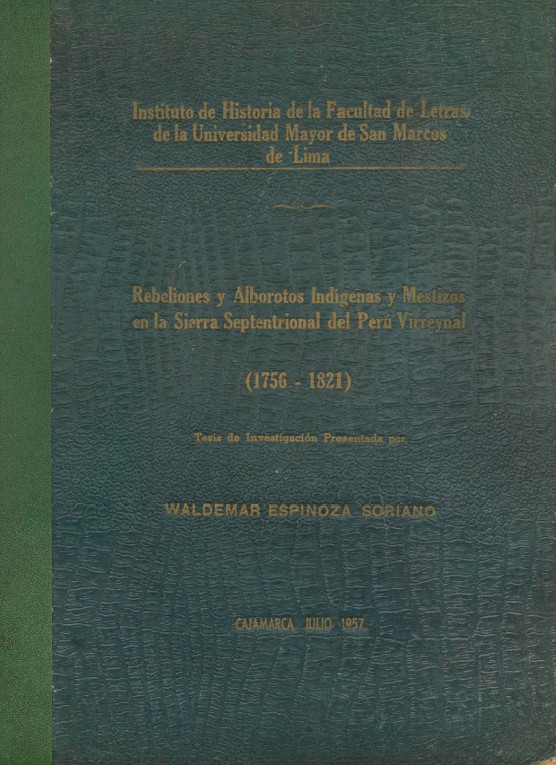 Instituto de Historia de la Facultad de Letras
de la Universidad Mayor de San Marcos
de Lima
Rebeliones y Alborotos Indígenas y Mestizos
en la Sierra Septentrional del Perú Virreynal
(1756 - 1821)
Tesis de Investigación Presentada por
WALDEMAR ESPINOZA SORIANO
CAJAMARCA, JULIO 1957